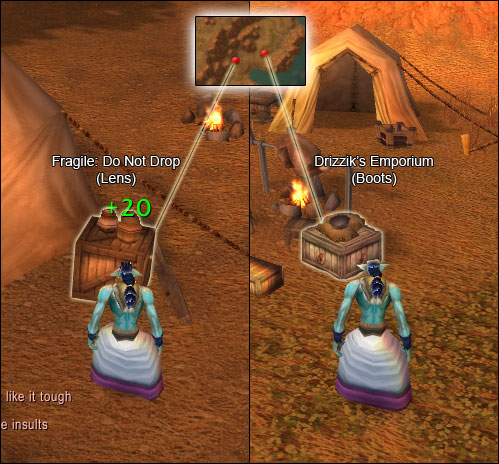 Fragile: Do Not Drop
(Lens)
+20
Drizzik's Emporium
(Boots)
like it tough
e insults